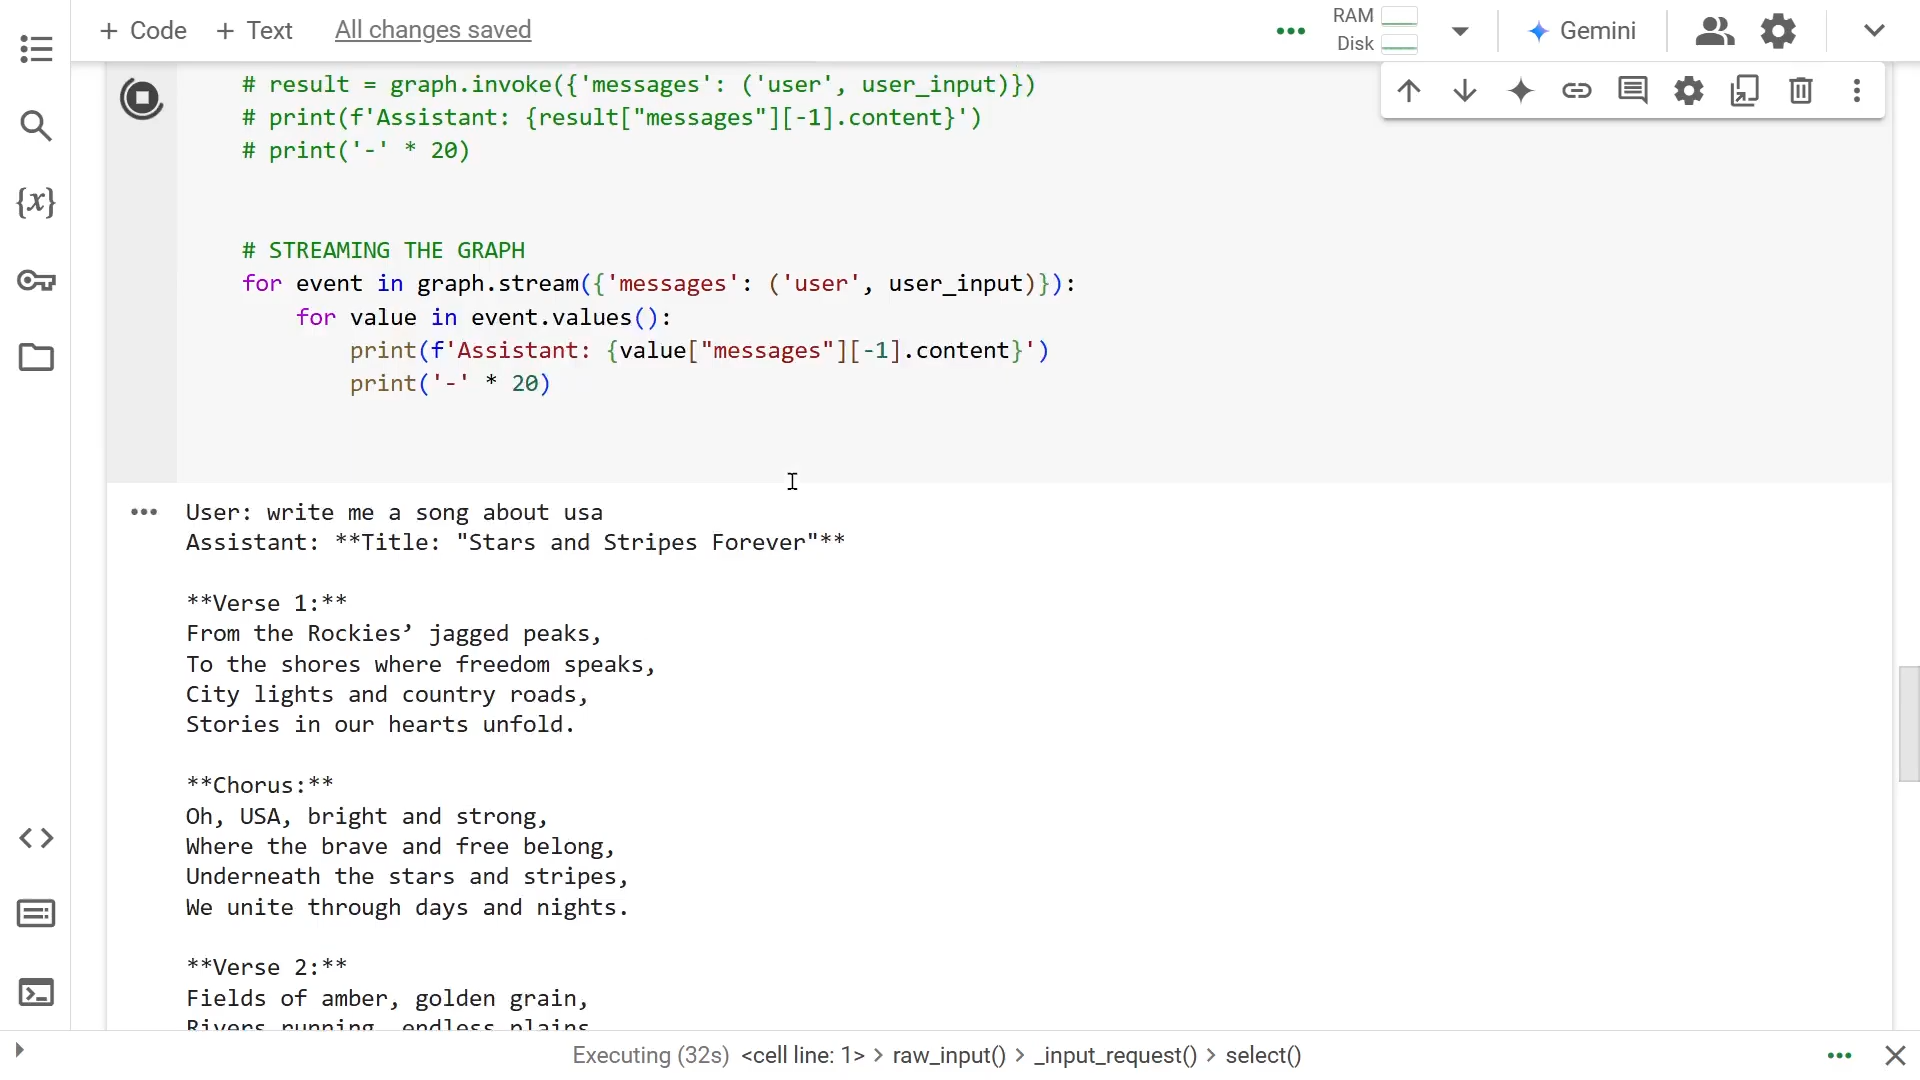 + Code + Text All changes saved
RAM
Disk
Gemini
# result = graph.invoke({'messages': ('user', user_input)})
# print(f'Assistant: {result["messages"][-1].content}')
# print('-' * 20)
# STREAMING THE GRAPH
for event in graph.stream({'messages': ('user', user_input)}):
for value in event.values():
print(f'Assistant: {value["messages"][-1].content}')
print('-' * 20)
User: write me a song about usa
Assistant: **Title: "Stars and Stripes Forever"**
**Verse 1:**
From the Rockies’ jagged peaks,
To the shores where freedom speaks,
City lights and country roads,
Stories in our hearts unfold.
**Chorus:**
Oh, USA, bright and strong,
Where the brave and free belong,
Underneath the stars and stripes,
We unite through days and nights.
**Verse 2:**
Fields of amber, golden grain,
Rivers running, endless plains
Executing (32s) <cell line: 1> > raw_input() > _input_request() > select()